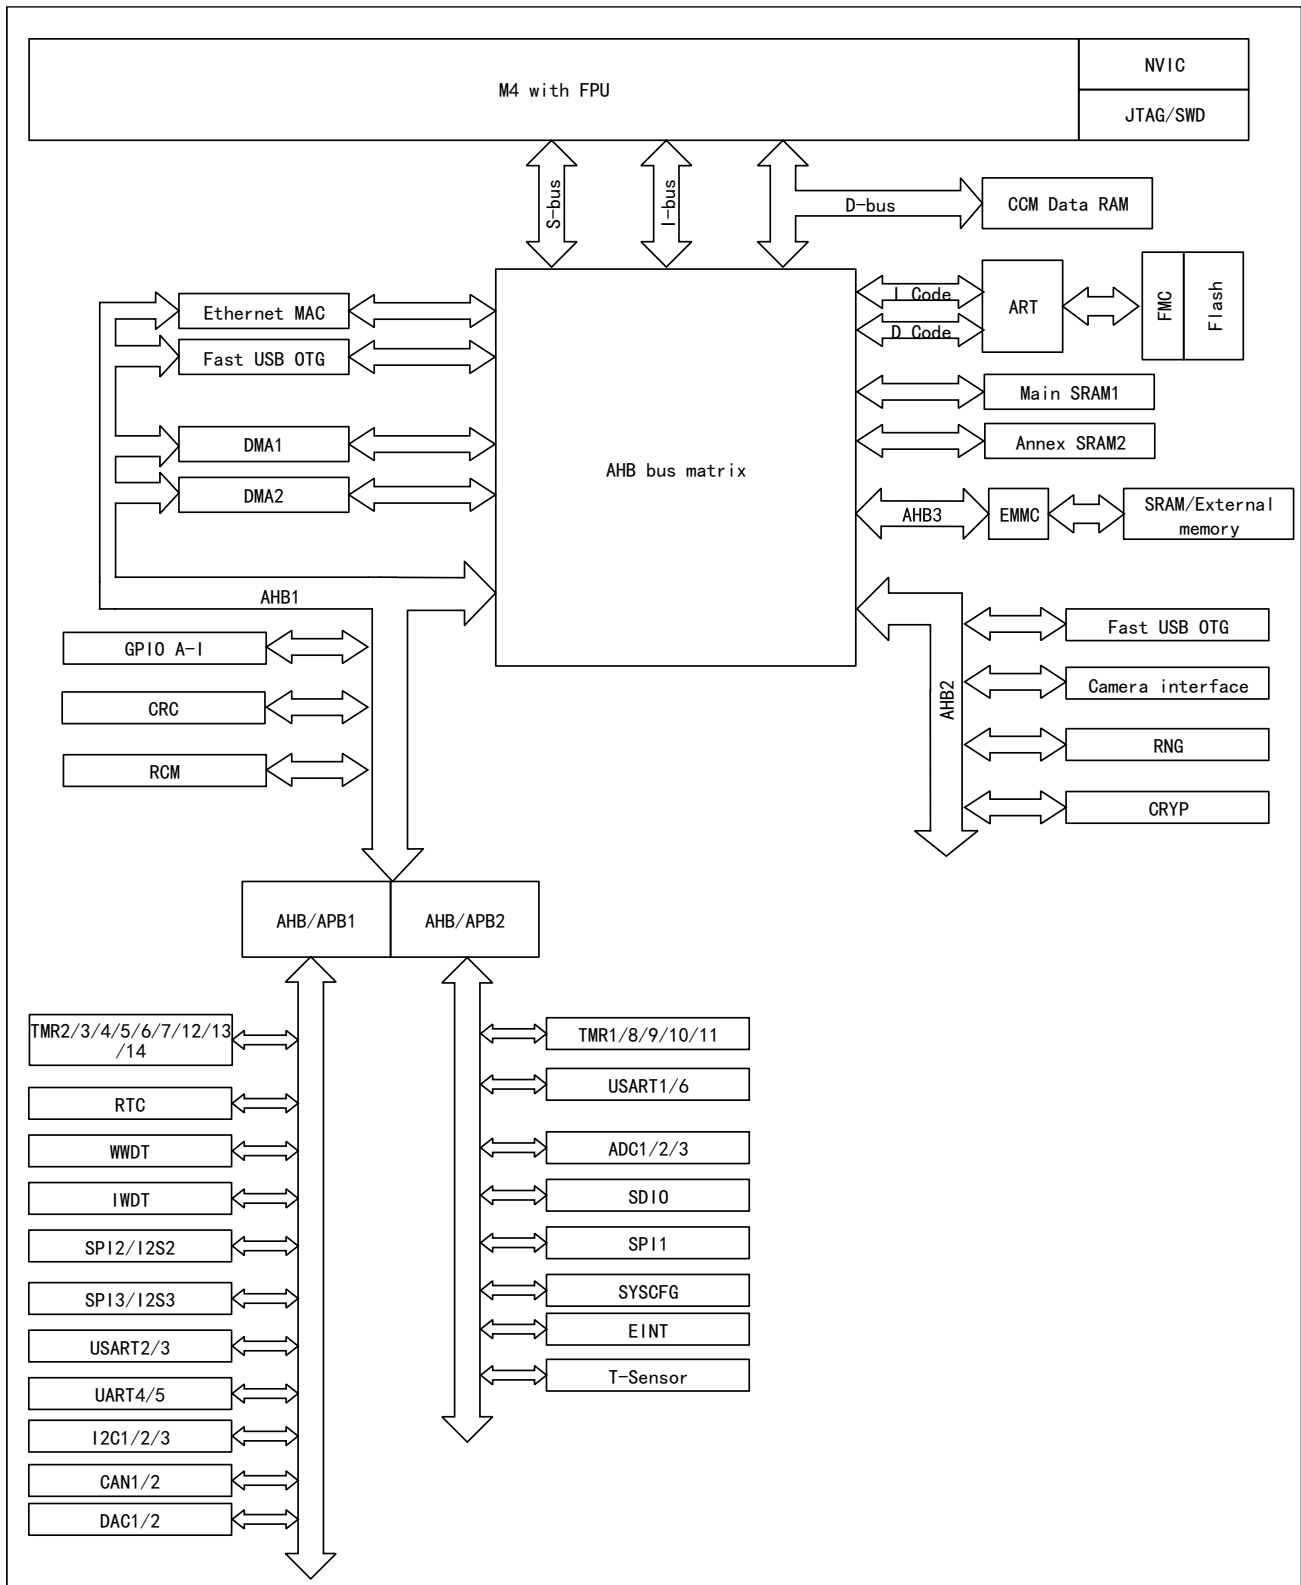 M4 with FPU
NVIC
JTAG/SWD
S-bus
I-bus
D-bus
CCM Data RAM
Ethernet MAC
Fast USB OTG
DMA1
DMA2
AHB1
AHB bus matrix
I Code
D Code
ART
FMC
Flash
Main SRAM1
Annex SRAM2
AHB3
EMMC
SRAM/External
memory
GPIO A-I
CRC
RCM
AHB2
Fast USB OTG
Camera interface
RNG
CRYP
AHB/APB1
AHB/APB2
TMR2/3/4/5/6/7/12/13
/14
RTC
WWDT
IWDT
SPI2/I2S2
SPI3/I2S3
USART2/3
UART4/5
I2C1/2/3
CAN1/2
DAC1/2
TMR1/8/9/10/11
USART1/6
ADC1/2/3
SDIO
SPI1
SYSCFG
EINT
T-Sensor